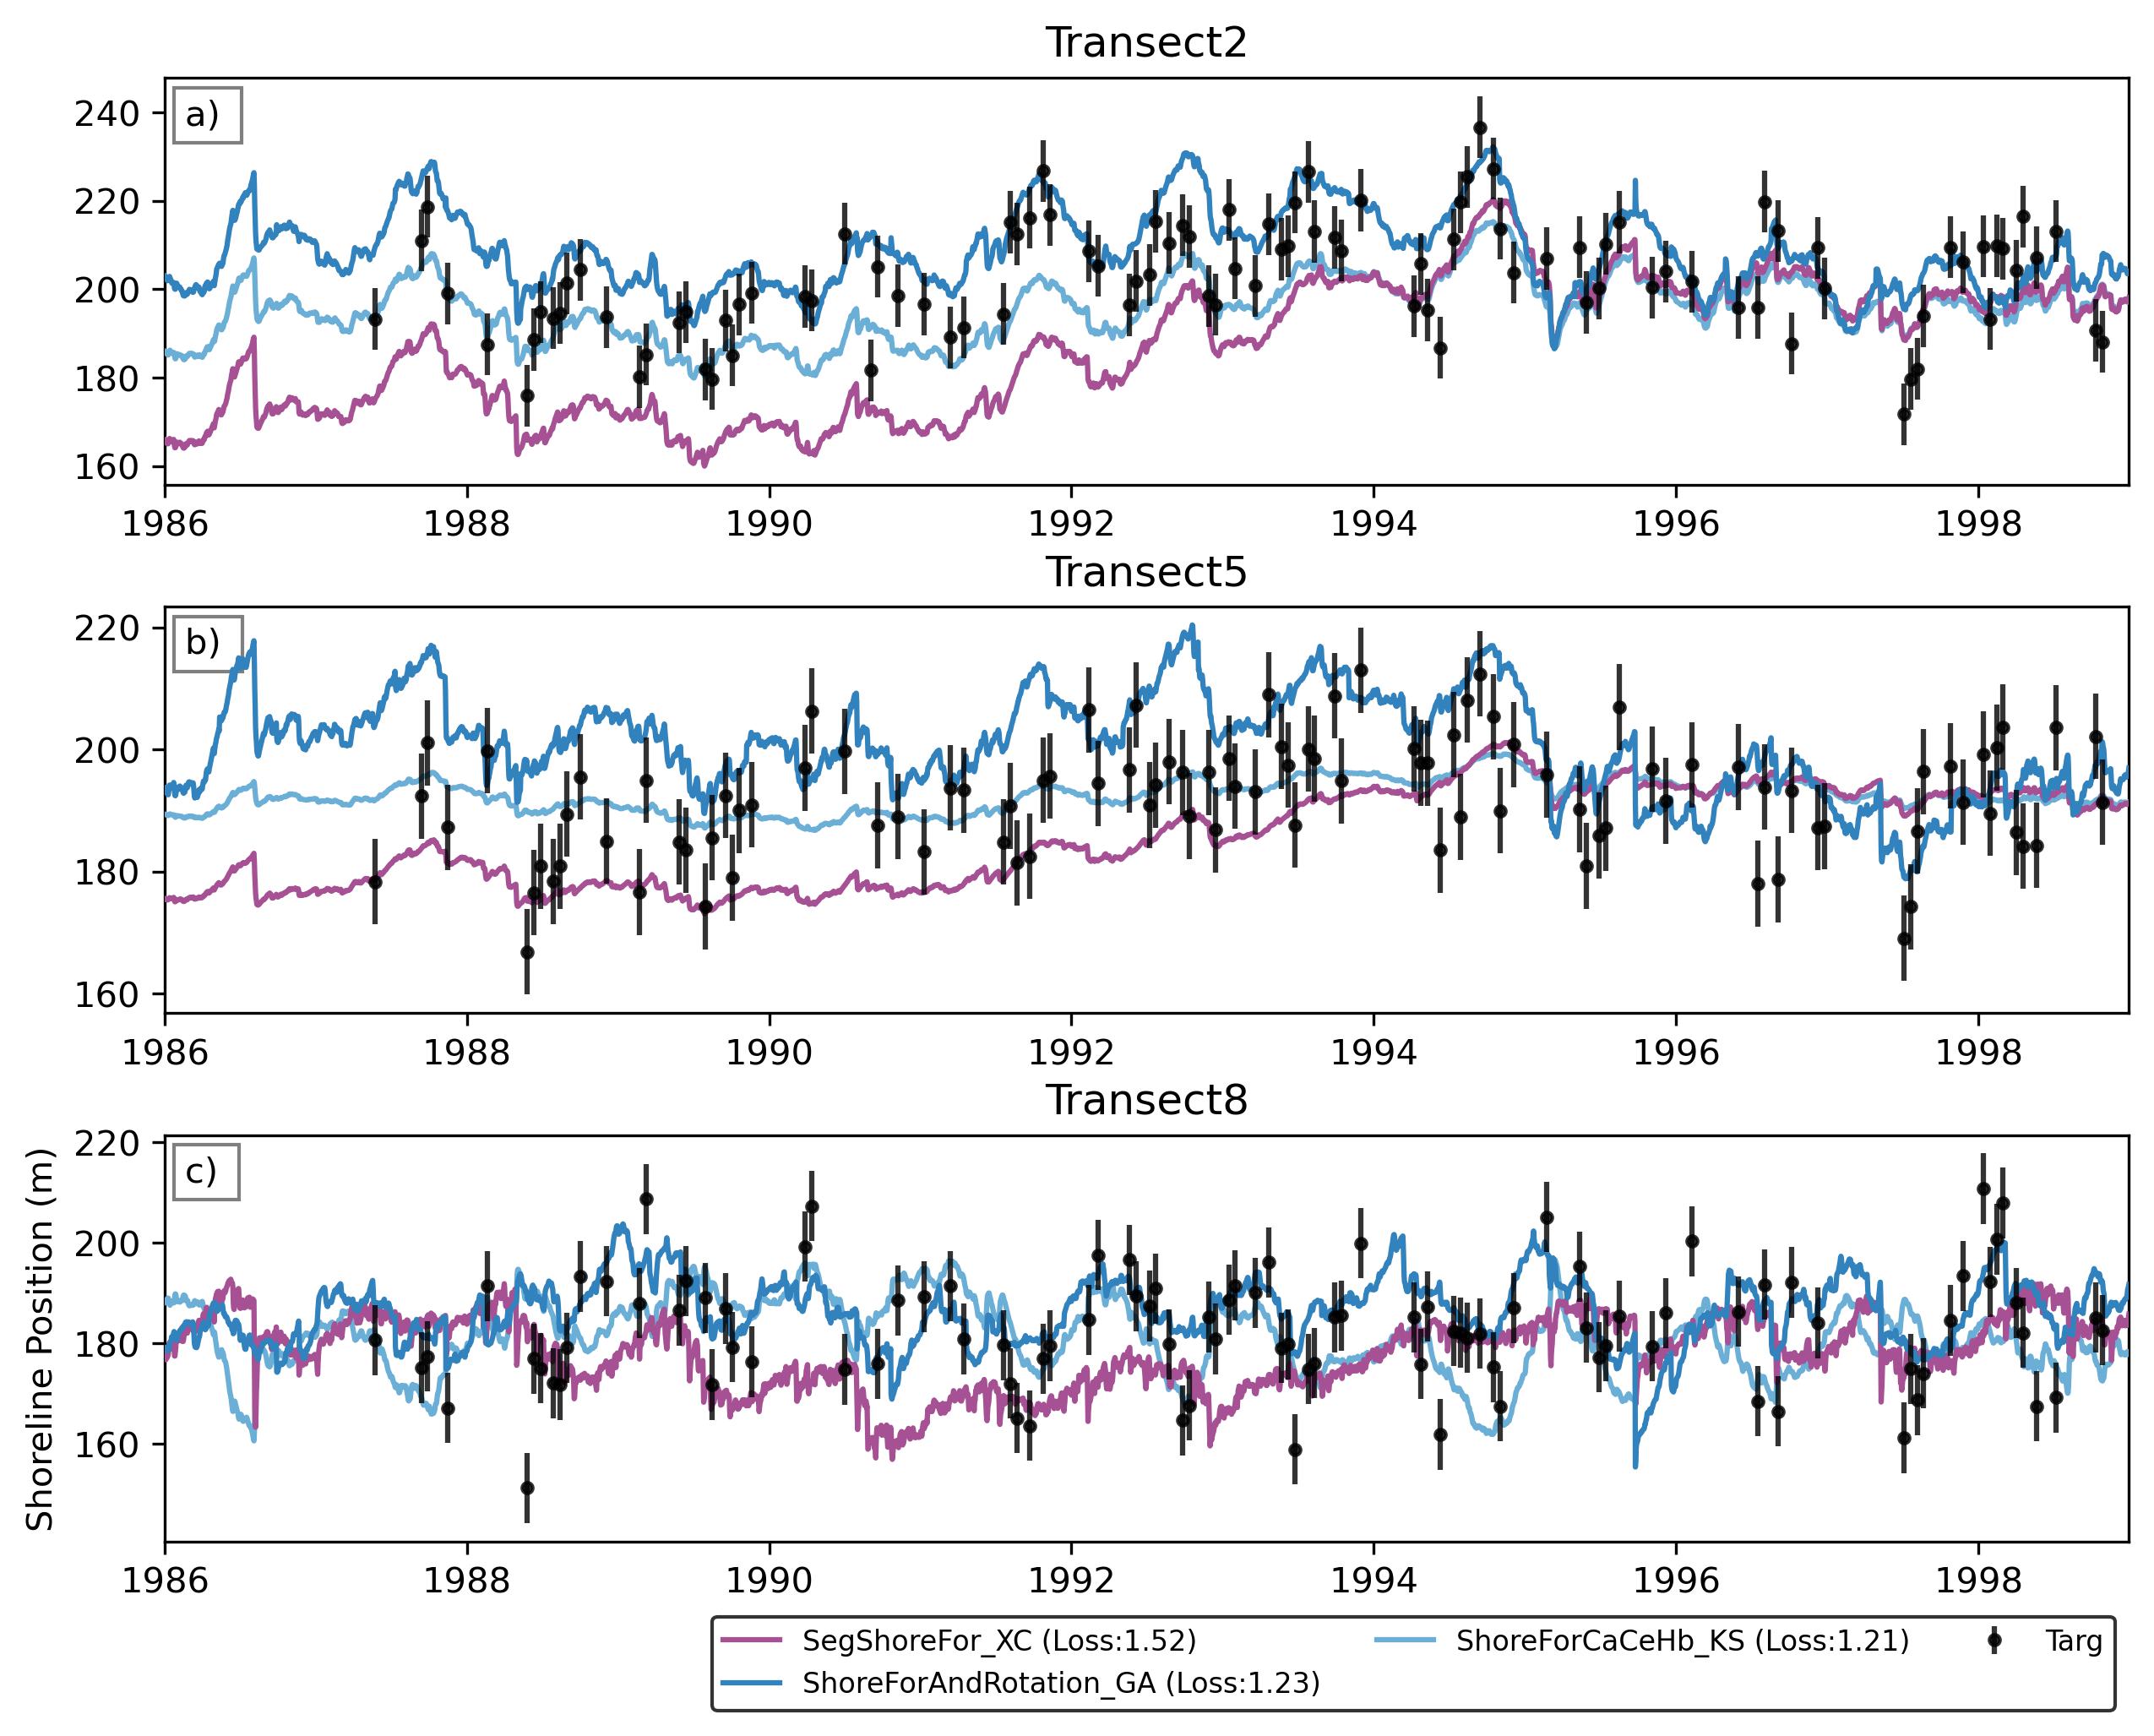 Transect2
a)
240
220
200
180
160
1986 1988 1990 1992 1994 1996 1998
Transect5
b)
220
200
180
160
1986 1988 1990 1992 1994 1996 1998
Transect8
c)
Shoreline Position (m)
220
200
180
160
1986 1988 1990 1992 1994 1996 1998
SegShoreFor_XC (Loss:1.52) ShoreForCaCeHb_KS (Loss:1.21) Targ
ShoreForAndRotation_GA (Loss:1.23)